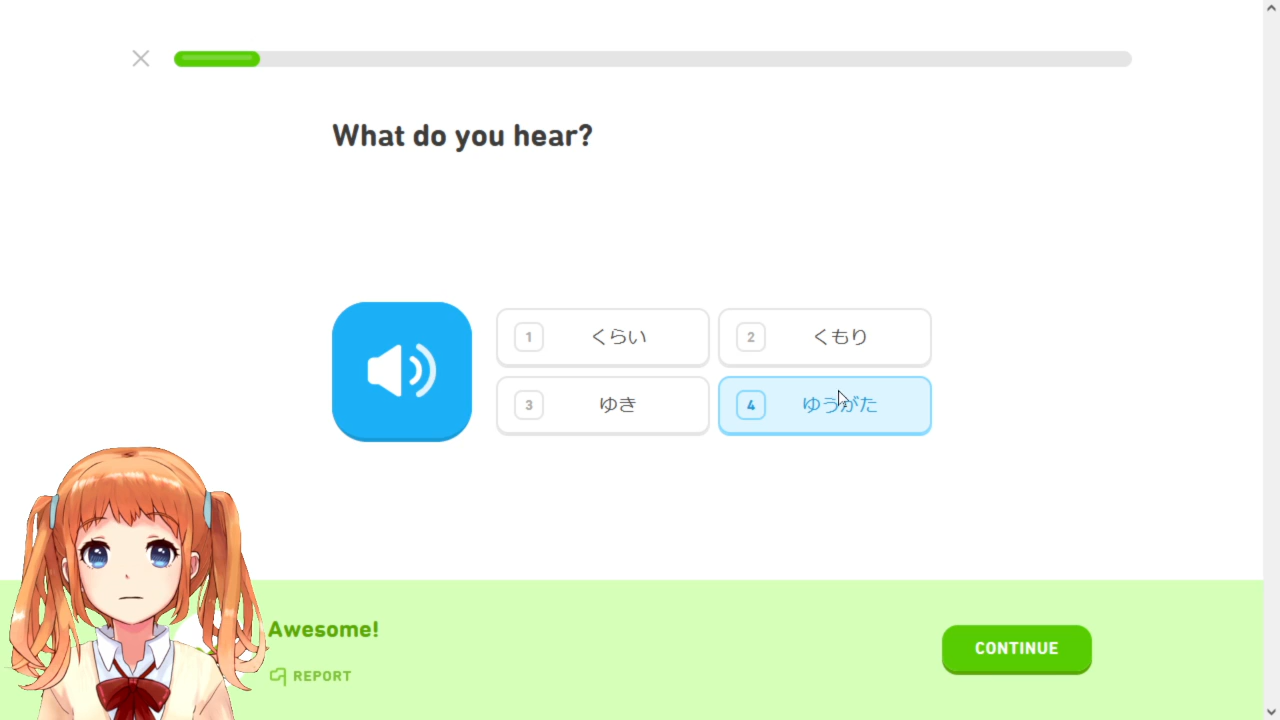 What do you hear?
1 くらい
2 くもり
3 ゆき
4 ゆうがた
Awesome!
REPORT
CONTINUE